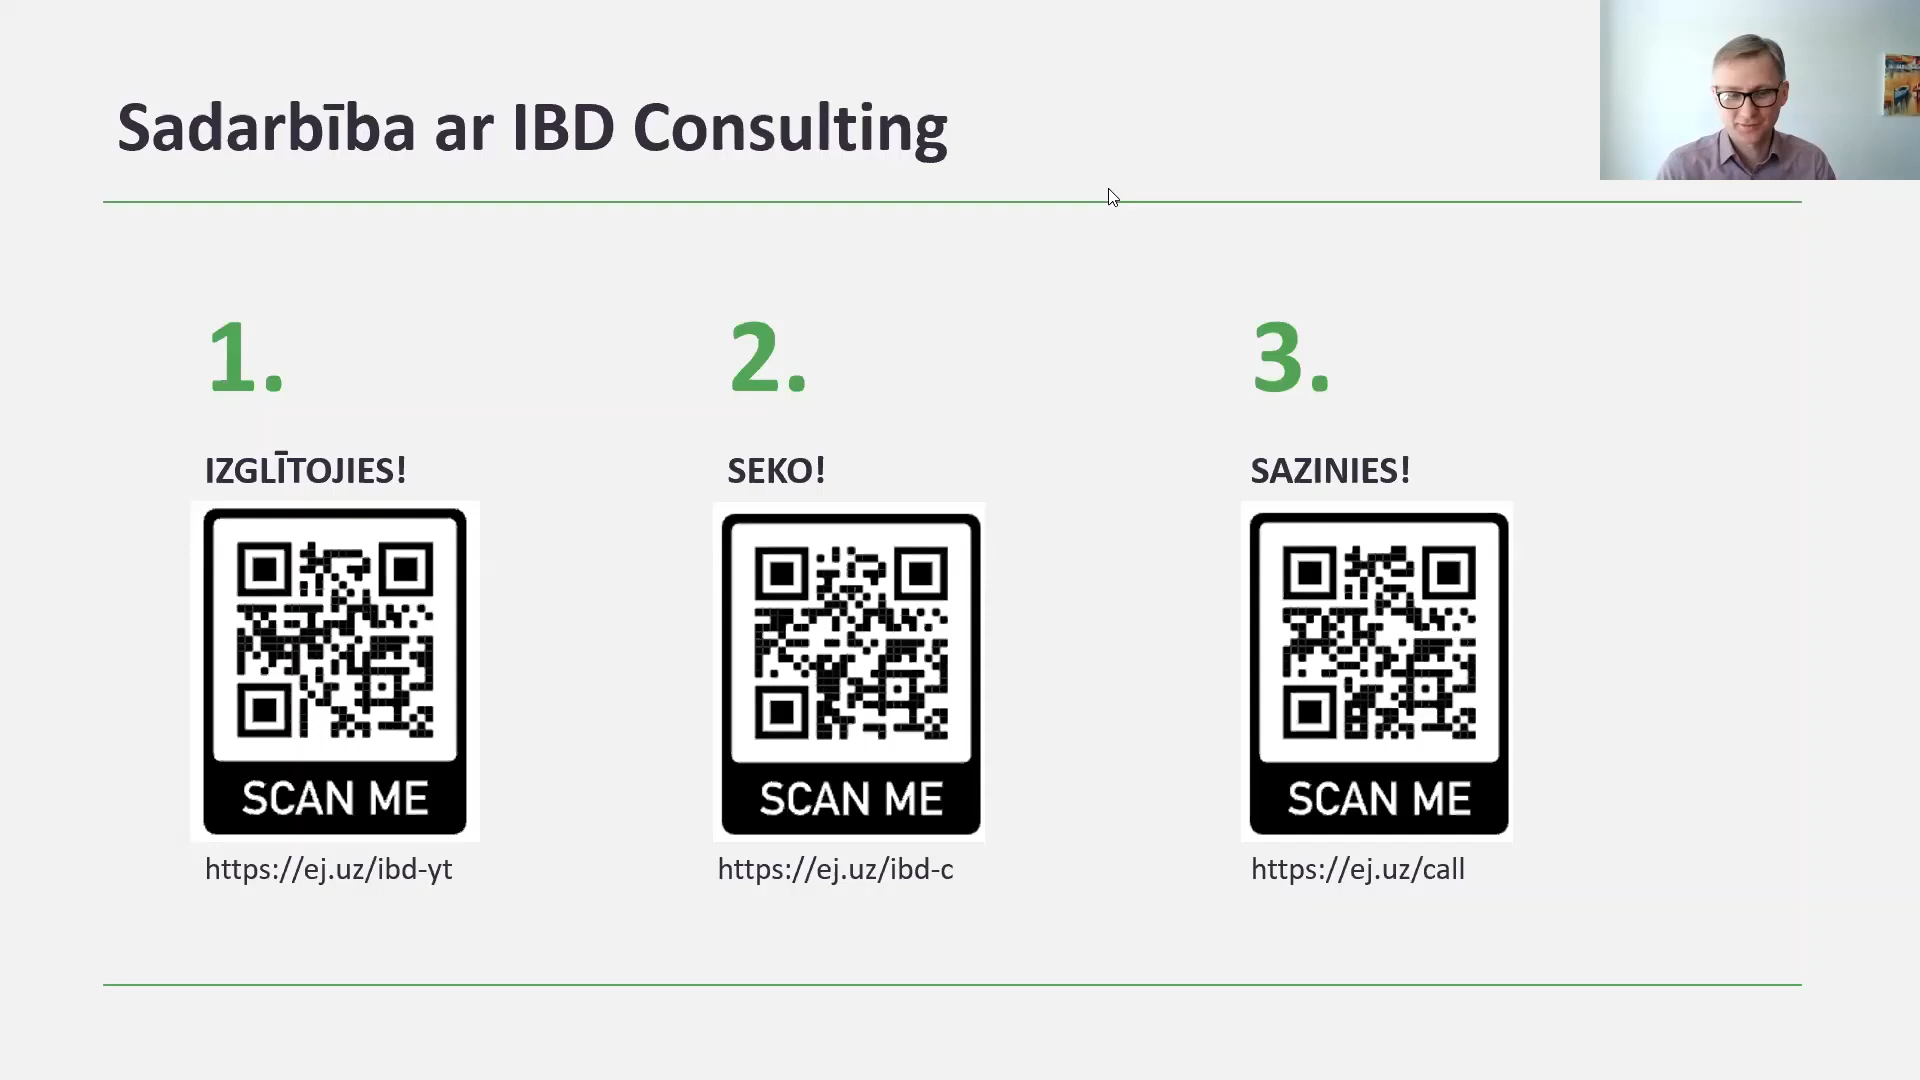 Sadarbība ar IBD Consulting
1.
IZGLĪTOJIES!
SCAN ME
https://ej.uz/ibd-yt
2.
SEKO!
SCAN ME
https://ej.uz/ibd-c
3.
SAZINIES!
SCAN ME
https://ej.uz/call